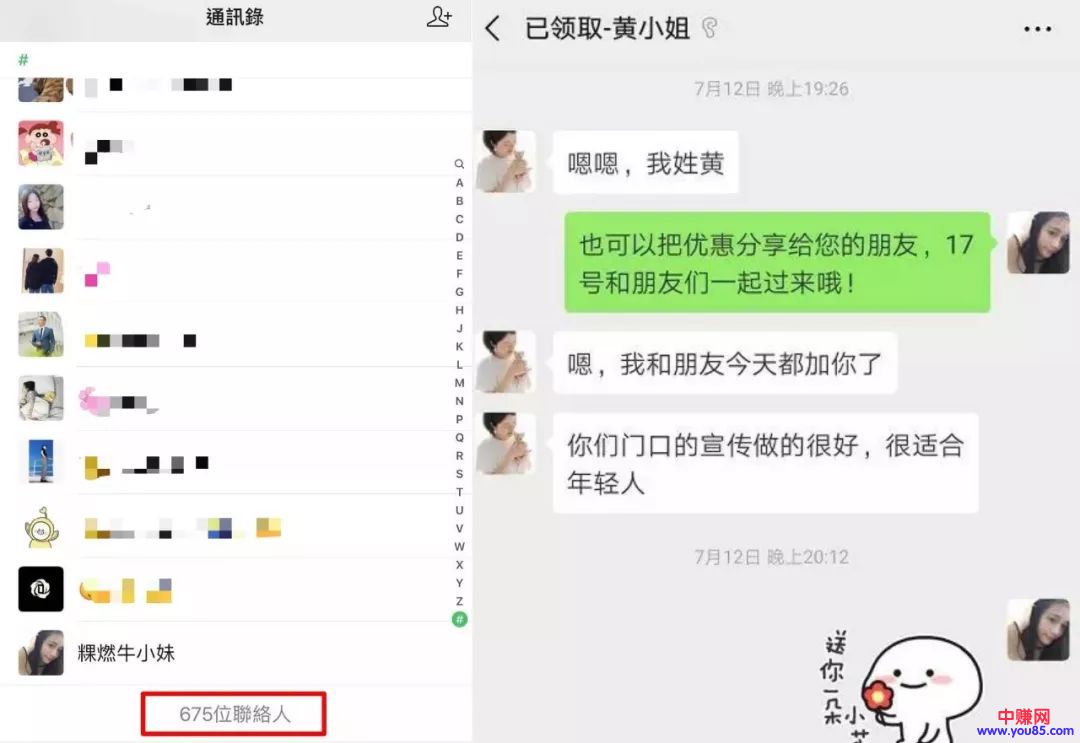 通訊錄
#
Q
A
B
C
D
E
F
G
H
J
K
L
M
N
P
Q
R
S
T
U
V
W
X
Y
Z
#
粿燃牛小妹
675位聯絡人
已领取-黄小姐
7月12日 晚上19:26
嗯嗯，我姓黄
也可以把优惠分享给您的朋友，17
号和朋友们一起过来哦！
嗯，我和朋友今天都加你了
你们门口的宣传做的很好，很适合
年轻人
7月12日 晚上20:12
送你一朵小
中赚网
www.you85.com